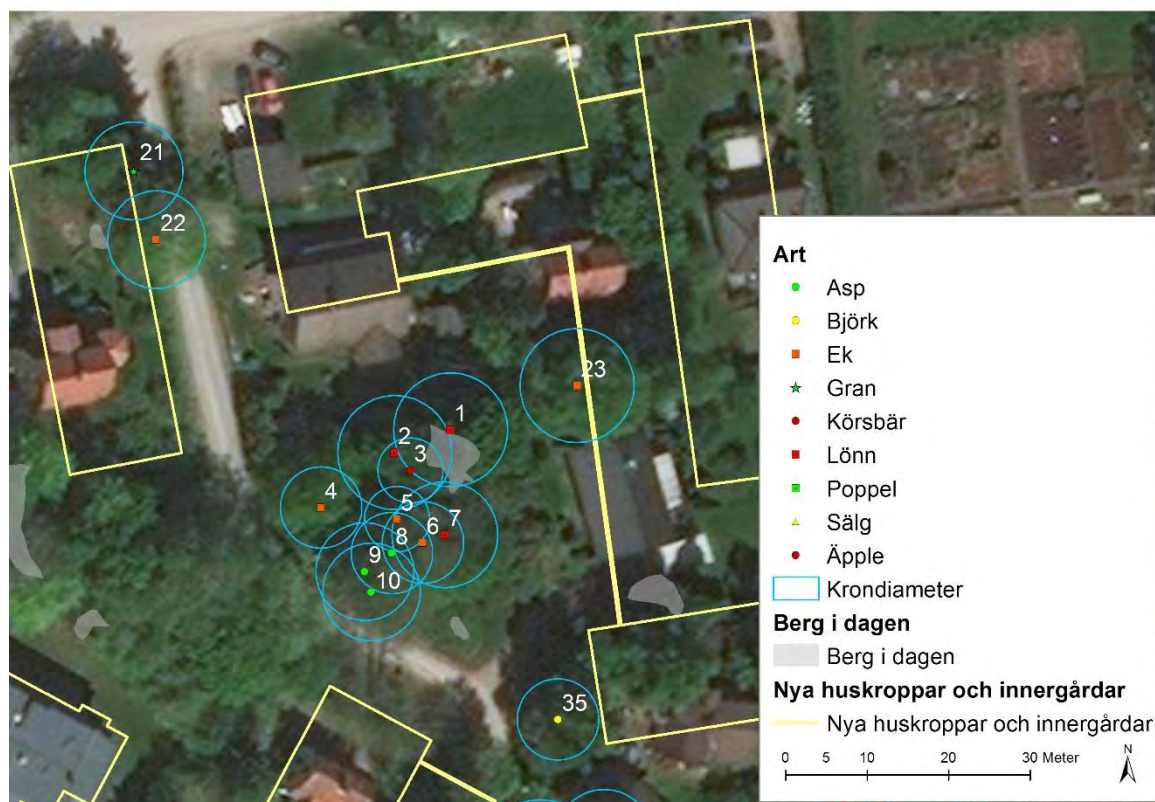 21
22
23
1
2
3
4
5
6
7
8
9
10
35
Art
Asp
Björk
Ek
Gran
Körsbär
Lönn
Poppel
Sälg
Äpple
Krondiameter
Berg i dagen
Berg i dagen
Nya huskroppar och innergårdar
Nya huskroppar och innergårdar
0 10 20 30 Meter
N